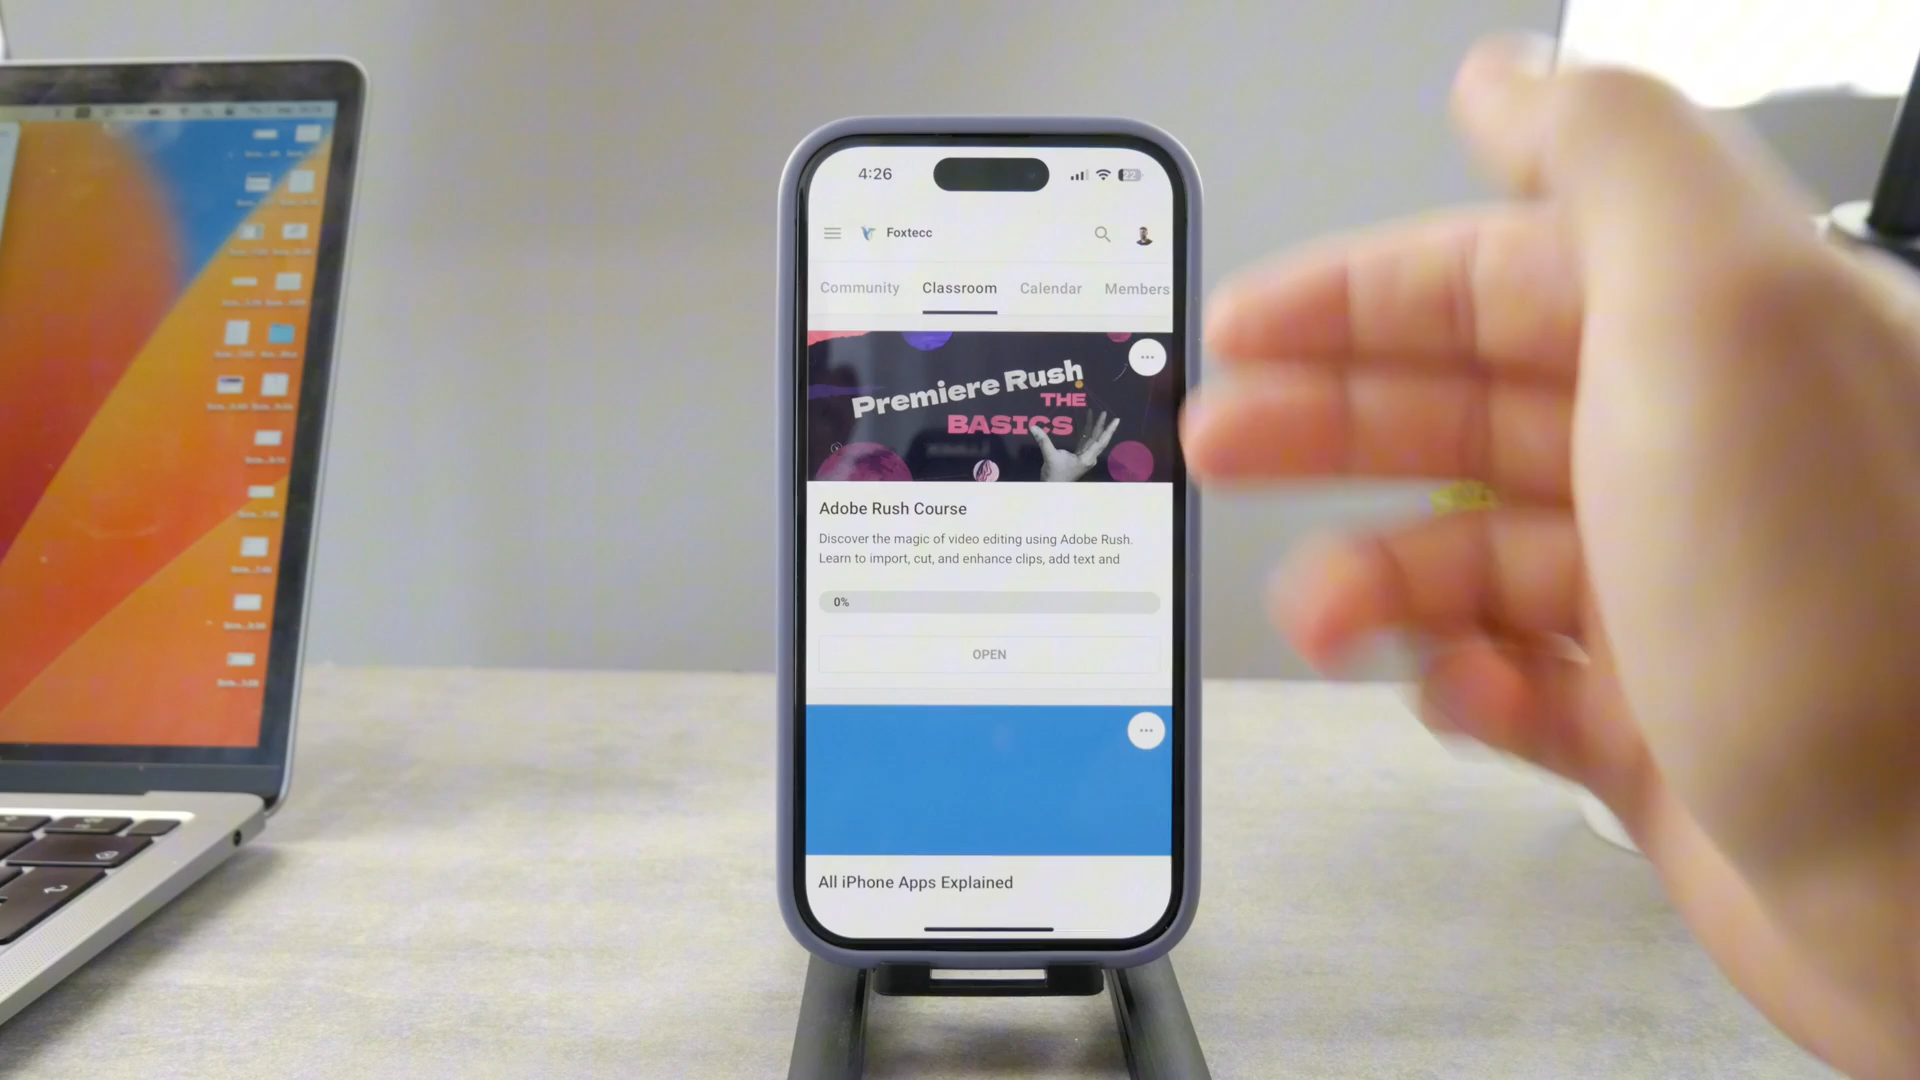 4:26
22
Foxtecc
Community Classroom Calendar Members
Premiere Rush
THE
BASICS
Adobe Rush Course
Discover the magic of video editing using Adobe Rush.
Learn to import, cut, and enhance clips, add text and
0%
OPEN
All iPhone Apps Explained